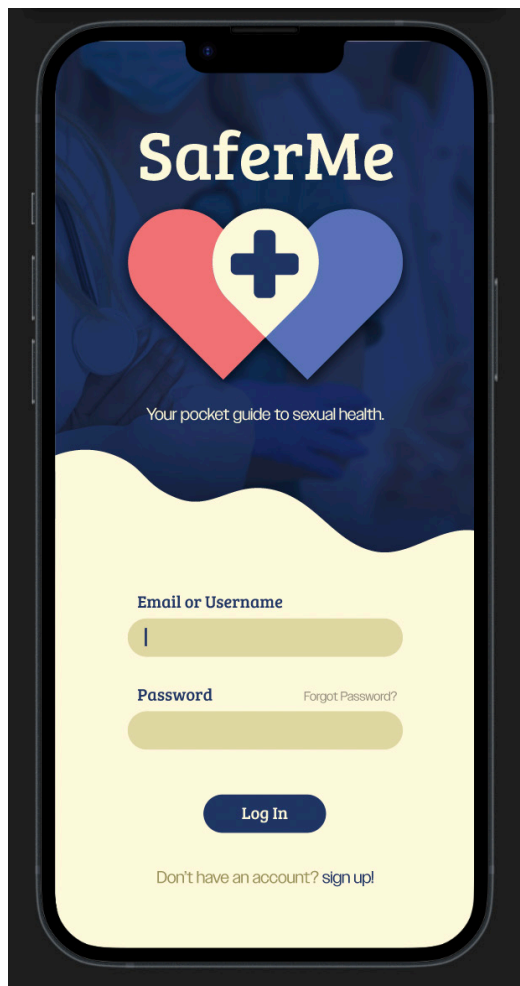 SaferMe
Your pocket guide to sexual health.
Email or Username
Password
Forgot Password?
Log In
Don't have an account? sign up!